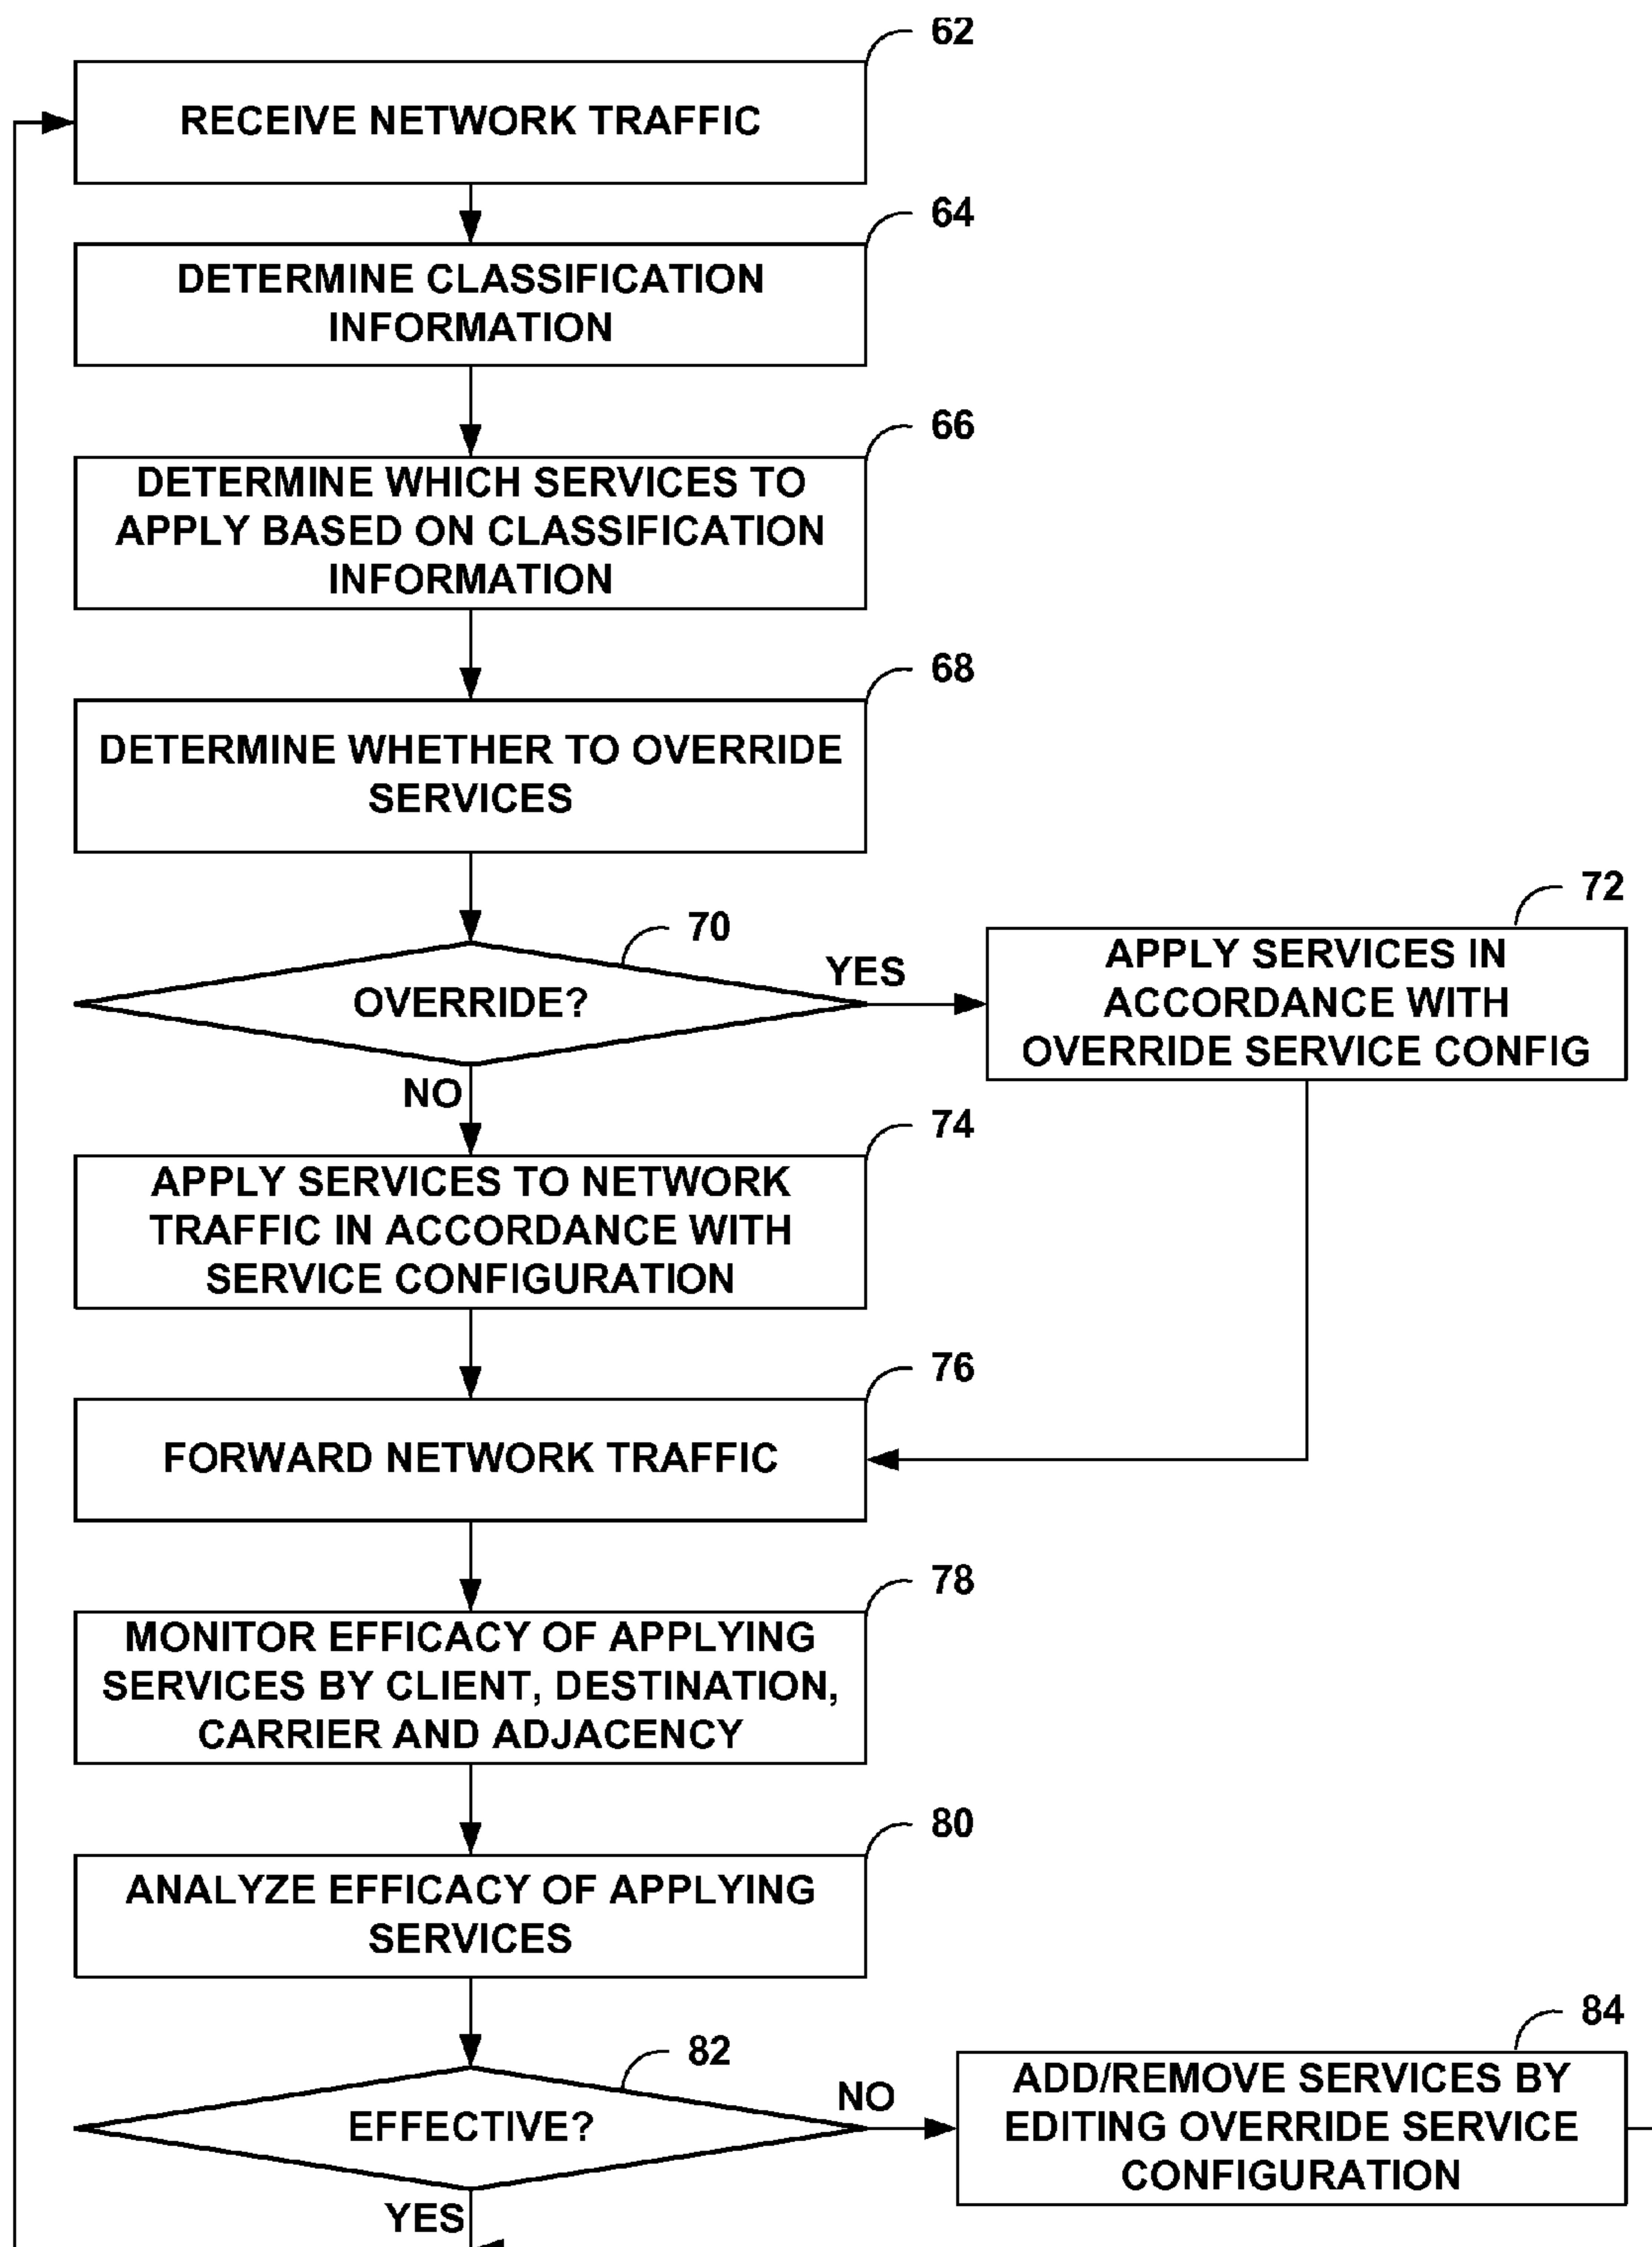 62
RECEIVE NETWORK TRAFFIC
64
DETERMINE CLASSIFICATION
INFORMATION
66
DETERMINE WHICH SERVICES TO
APPLY BASED ON CLASSIFICATION
INFORMATION
68
DETERMINE WHETHER TO OVERRIDE
SERVICES
70
OVERRIDE?
YES
72
APPLY SERVICES IN
ACCORDANCE WITH
OVERRIDE SERVICE CONFIG
NO
74
APPLY SERVICES TO NETWORK
TRAFFIC IN ACCORDANCE WITH
SERVICE CONFIGURATION
76
FORWARD NETWORK TRAFFIC
78
MONITOR EFFICACY OF APPLYING
SERVICES BY CLIENT, DESTINATION,
CARRIER AND ADJACENCY
80
ANALYZE EFFICACY OF APPLYING
SERVICES
82
EFFECTIVE?
NO
84
ADD/REMOVE SERVICES BY
EDITING OVERRIDE SERVICE
CONFIGURATION
YES